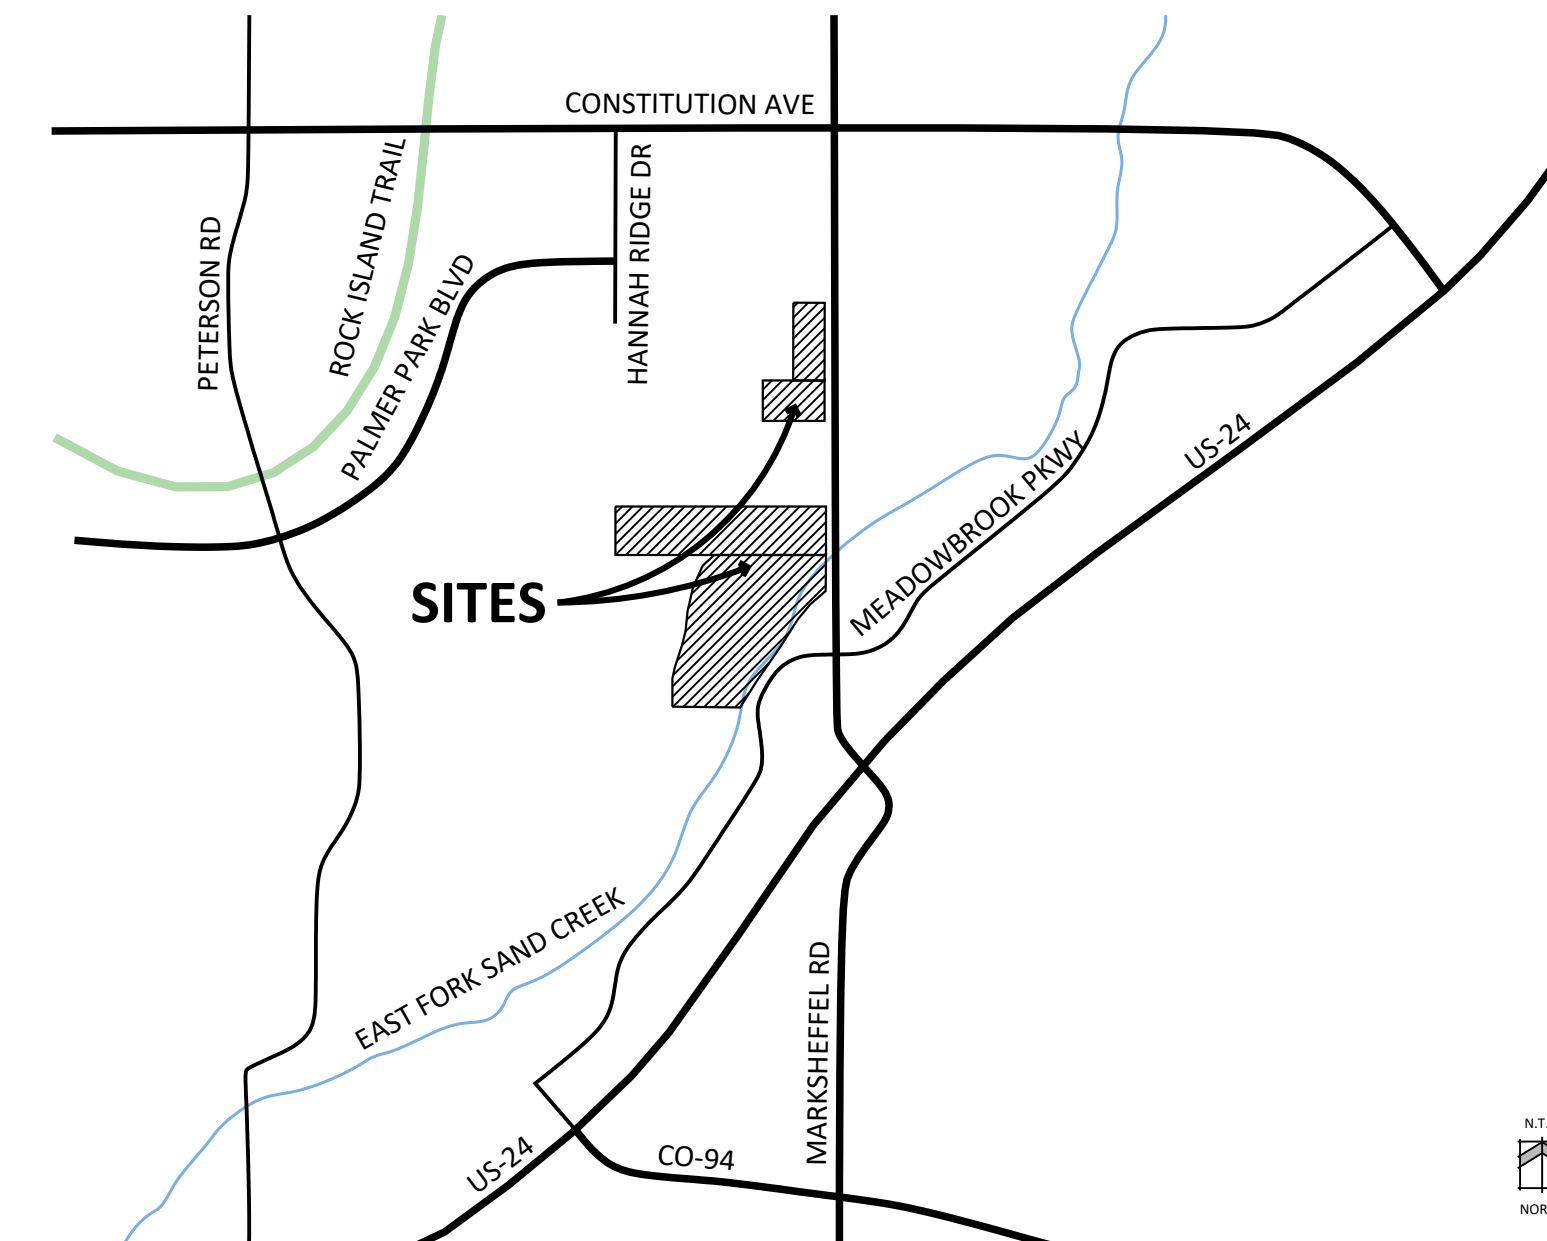 CONSTITUTION AVE
HANNAH RIDGE DR
ROCK ISLAND TRAIL
PETERSON RD
PALMER PARK BLVD
US-24
MEADOWBROOK PKWY
SITES
EAST FORK SAND CREEK
MARKSHEFFEL RD
US-24
CO-94
N.T.
NOR